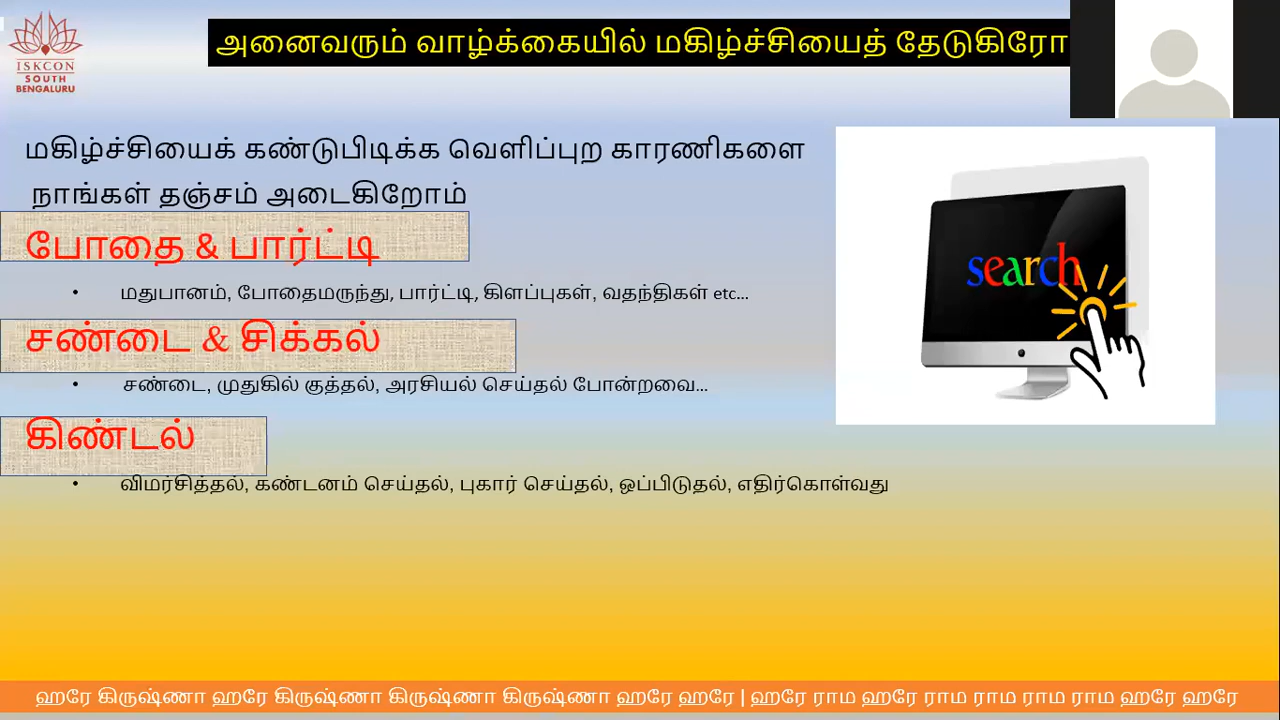 ISKCON
SOUTH
BENGALURU
அனைவரும் வாழ்க்கையில் மகிழ்ச்சியைத் தேடுகிரோ
மகிழ்ச்சியைக் கண்டுபிடிக்க வெளிப்புற காரணிகளை
நாங்கள் தஞ்சம் அடைகிறோம்
போதை & பார்ட்டி
• மதுபானம், போதைமருந்து, பார்ட்டி, கிளப்புகள், வதந்திகள் etc...
சண்டை & சிக்கல்
• சண்டை, முதுகில் குத்தல், அரசியல் செய்தல் போன்றவை...
கிண்டல்
• விமர்சித்தல், கண்டனம் செய்தல், புகார் செய்தல், ஒப்பிடுதல், எதிர்கொள்வது
search
ஹரே கிருஷ்ணா ஹரே கிருஷ்ணா கிருஷ்ணா கிருஷ்ணா ஹரே ஹரே | ஹரே ராம ஹரே ராம ராம ராம ராம ஹரே ஹரே